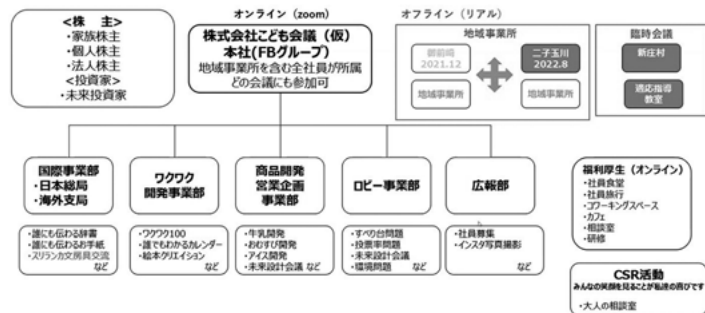 <株 主>
・家族株主
・個人株主
・法人株主
<投資家>
・未来投資家
オンライン（zoom）
株式会社こども会議（仮）
本社(FBグループ)
地域事業所を含む全社員が所属
どの会議にも参加可
オフライン（リアル）
地域事業所
御前崎
2021.12
二子玉川
2022.8
地域事業所
地域事業所
臨時会議
新庄村
適応指導
教室
国際事業部
・日本総局
・海外支局
ワクワク
開発事業部
商品開発
営業企画
事業部
ロビー事業部
広報部
・誰にも伝わる辞書
・誰にも伝わるお手紙
・スリランカ文房具交流
など
・ワクワク100
・誰でもわかるカレンダー
・絵本クリエイション
など
・牛乳開発
・おむすび開発
・アイス開発
・未来設計会議 など
・すべり台問題
・投票率問題
・未来設計会議
・環境問題 など
・社員募集
・インスタ写真撮影
など
福利厚生（オンライン）
・社員食堂
・社員旅行
・コワーキングスペース
・カフェ
・相談室
・研修
CSR活動
みんなの笑顔を見ることが私達の喜びです
・大人の相談室